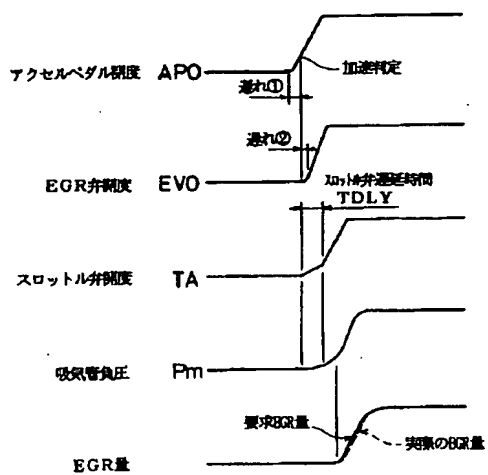 アクセルペダル開度 APO
加速判定
遅れ①
遅れ②
EGR弁開度 EVO
スロットル弁遅延時間
TDLY
スロットル弁開度 TA
吸気管負圧 Pm
要求EGR量
実際のEGR量
EGR量